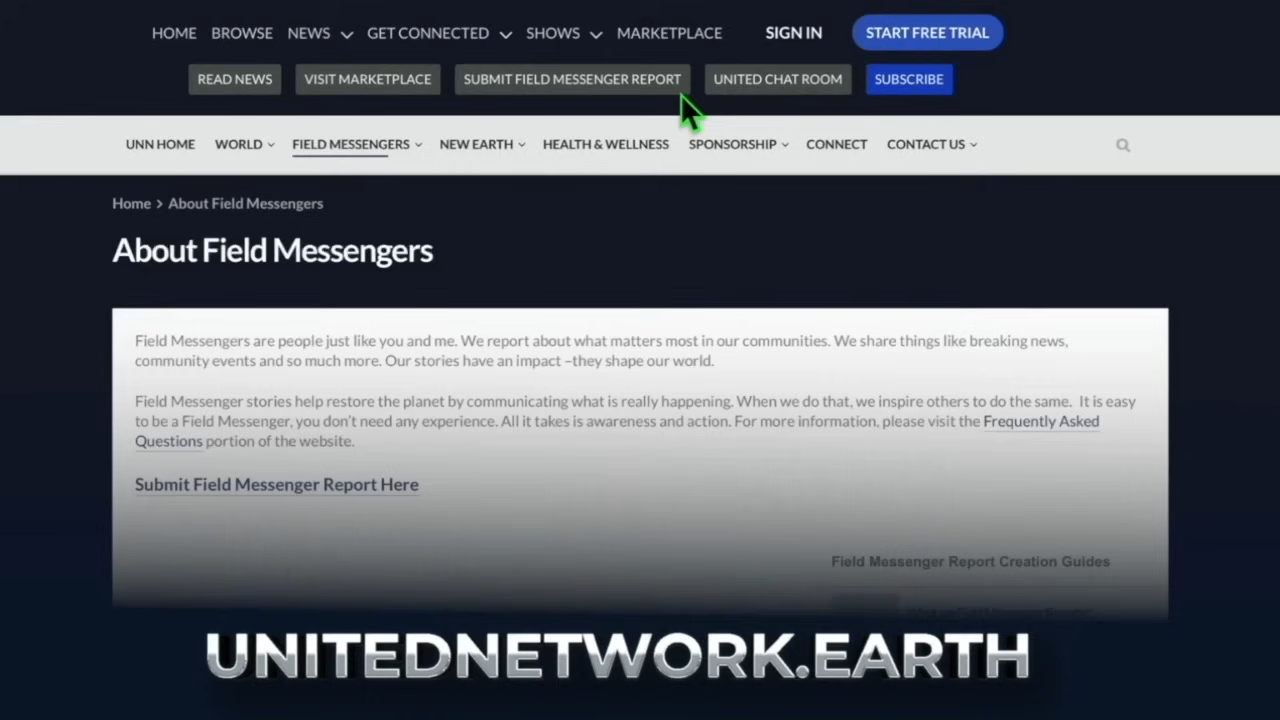 HOME BROWSE NEWS GET CONNECTED SHOWS MARKETPLACE SIGN IN START FREE TRIAL
READ NEWS VISIT MARKETPLACE SUBMIT FIELD MESSENGER REPORT UNITED CHAT ROOM SUBSCRIBE
UNN HOME WORLD FIELD MESSENGERS NEW EARTH HEALTH & WELLNESS SPONSORSHIP CONNECT CONTACT US
Home > About Field Messengers
About Field Messengers
Field Messengers are people just like you and me. We report about what matters most in our communities. We share things like breaking news,
community events and so much more. Our stories have an impact –they shape our world.
Field Messenger stories help restore the planet by communicating what is really happening. When we do that, we inspire others to do the same. It is easy
to be a Field Messenger, you don't need any experience. All it takes is awareness and action. For more information, please visit the Frequently Asked
Questions portion of the website.
Submit Field Messenger Report Here
Field Messenger Report Creation Guides
UNITEDNETWORK.EARTH